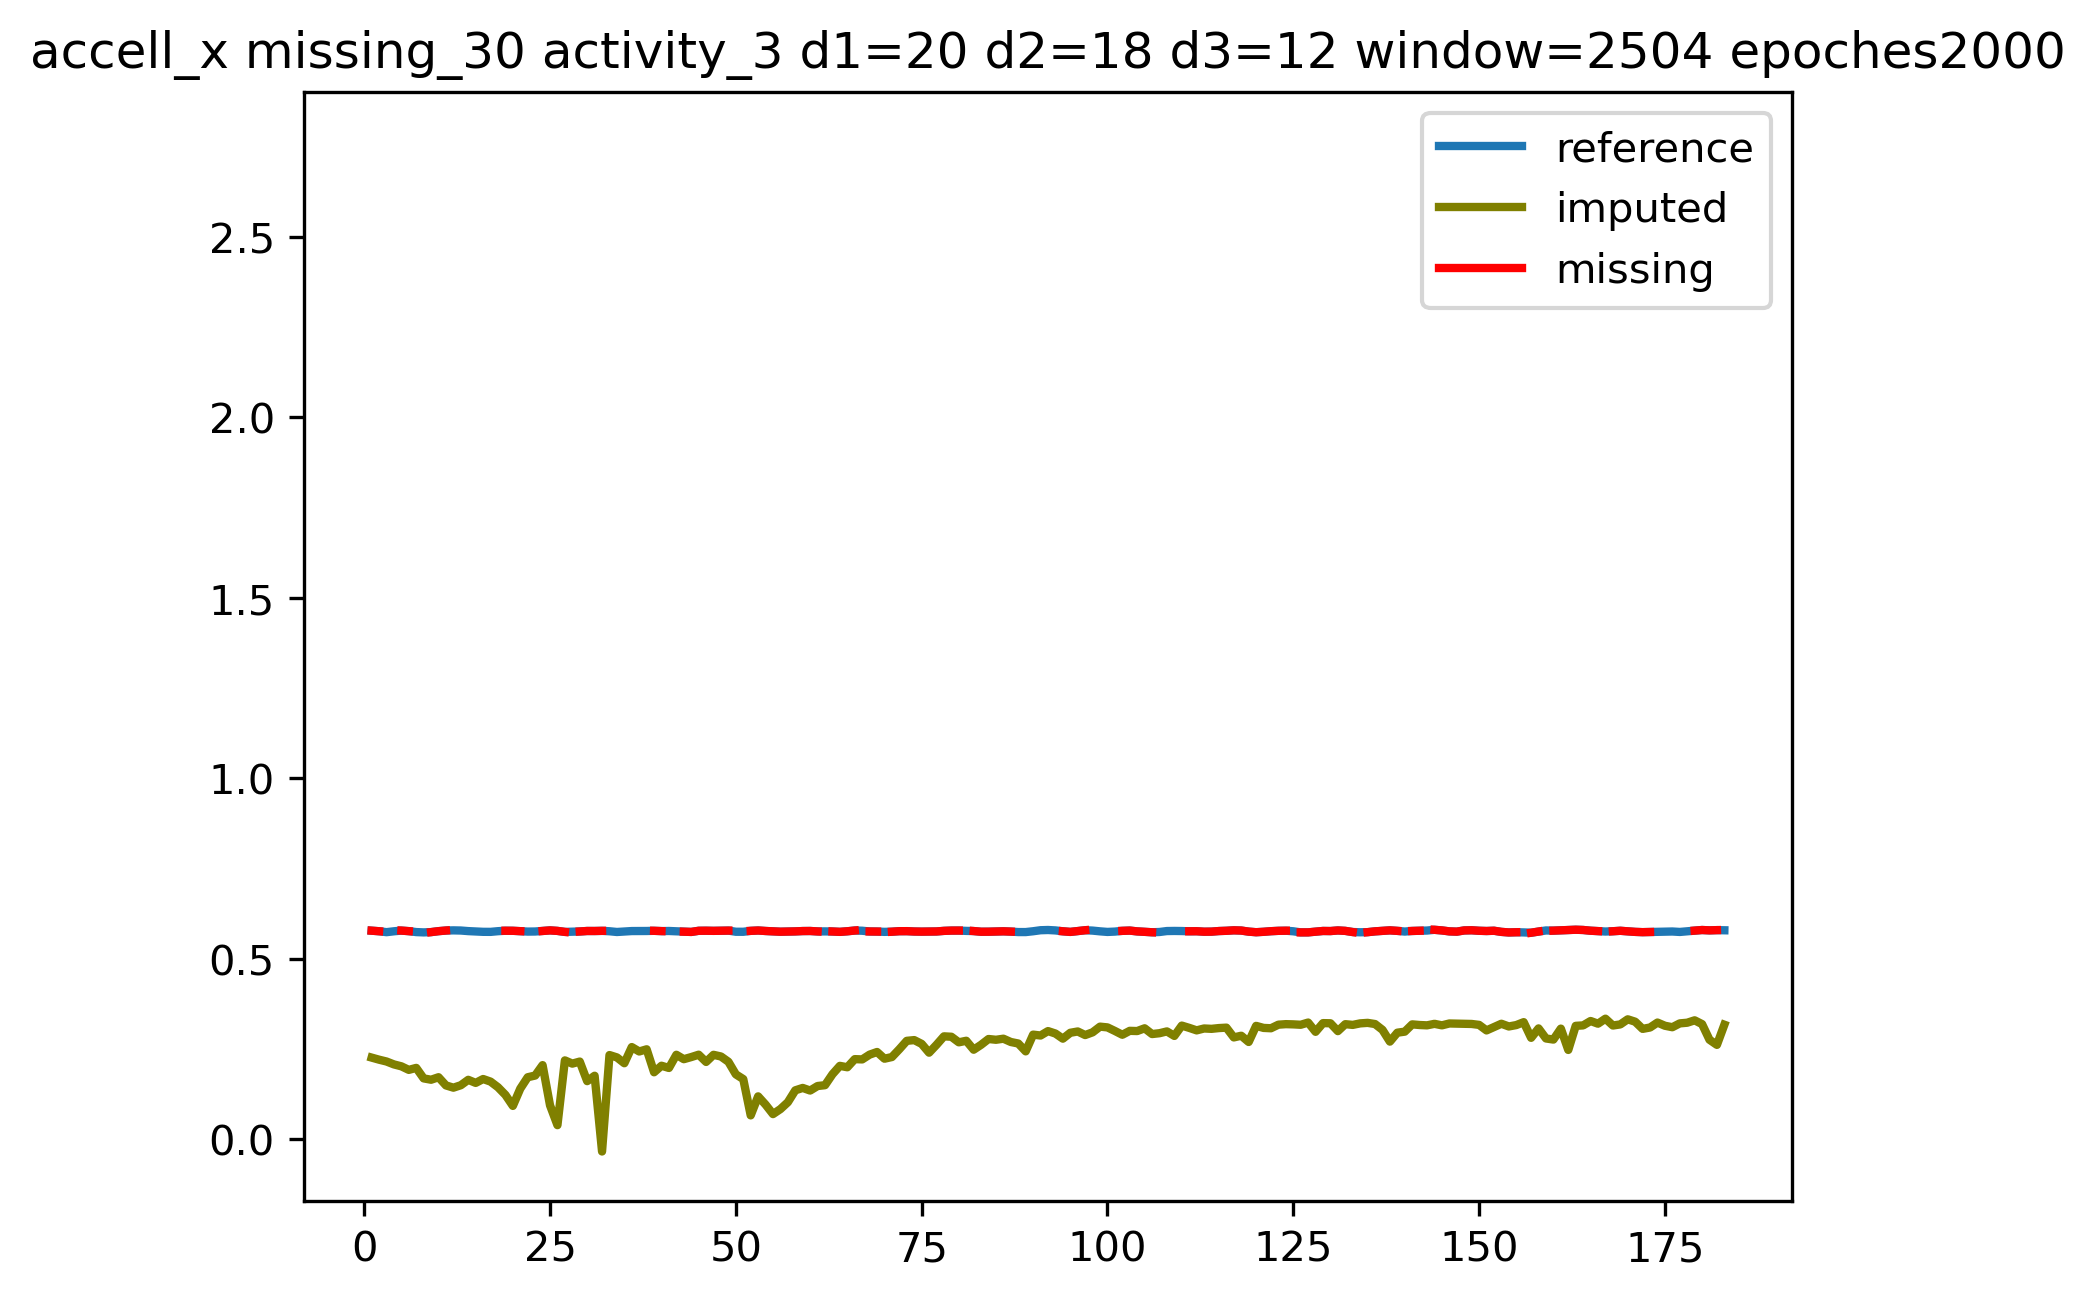 accell_x missing_30 activity_3 d1=20 d2=18 d3=12 window=2504 epoches2000
reference
imputed
missing
2.5
2.0
1.5
1.0
0.5
0.0
0 25 50 75 100 125 150 175